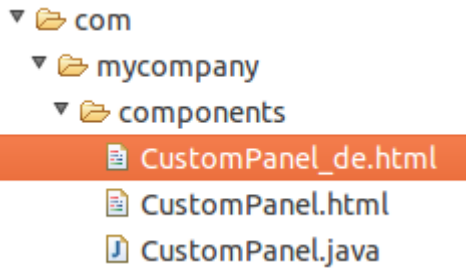 com
mycompany
components
CustomPanel_de.html
CustomPanel.html
CustomPanel.java